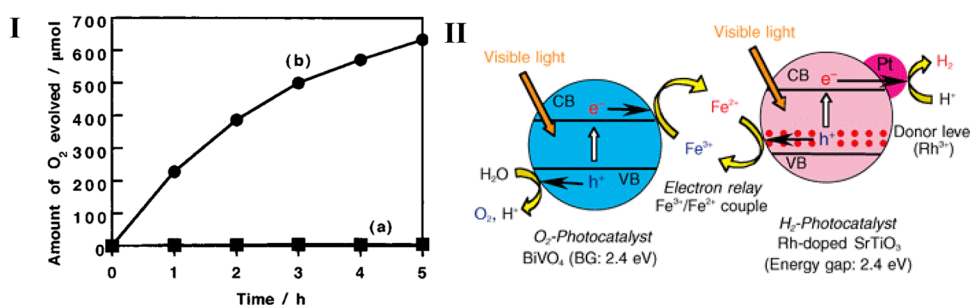 I
Amount of O₂ evolved / μmol
700
600
500
400
300
200
100
0
(b)
(a)
0 1 2 3 4 5
Time / h
II
Visible light
CB
e⁻
H₂O
h⁺
VB
O₂, H⁺
O₂-Photocatalyst
BiVO₄ (BG: 2.4 eV)
Fe²⁺
Fe³⁺
Electron relay
Fe³⁺/Fe²⁺ couple
Visible light
Pt
CB
e⁻
H₂
H⁺
h⁺
Donor level
(Rh³⁺)
VB
H₂-Photocatalyst
Rh-doped SrTiO₃
(Energy gap: 2.4 eV)